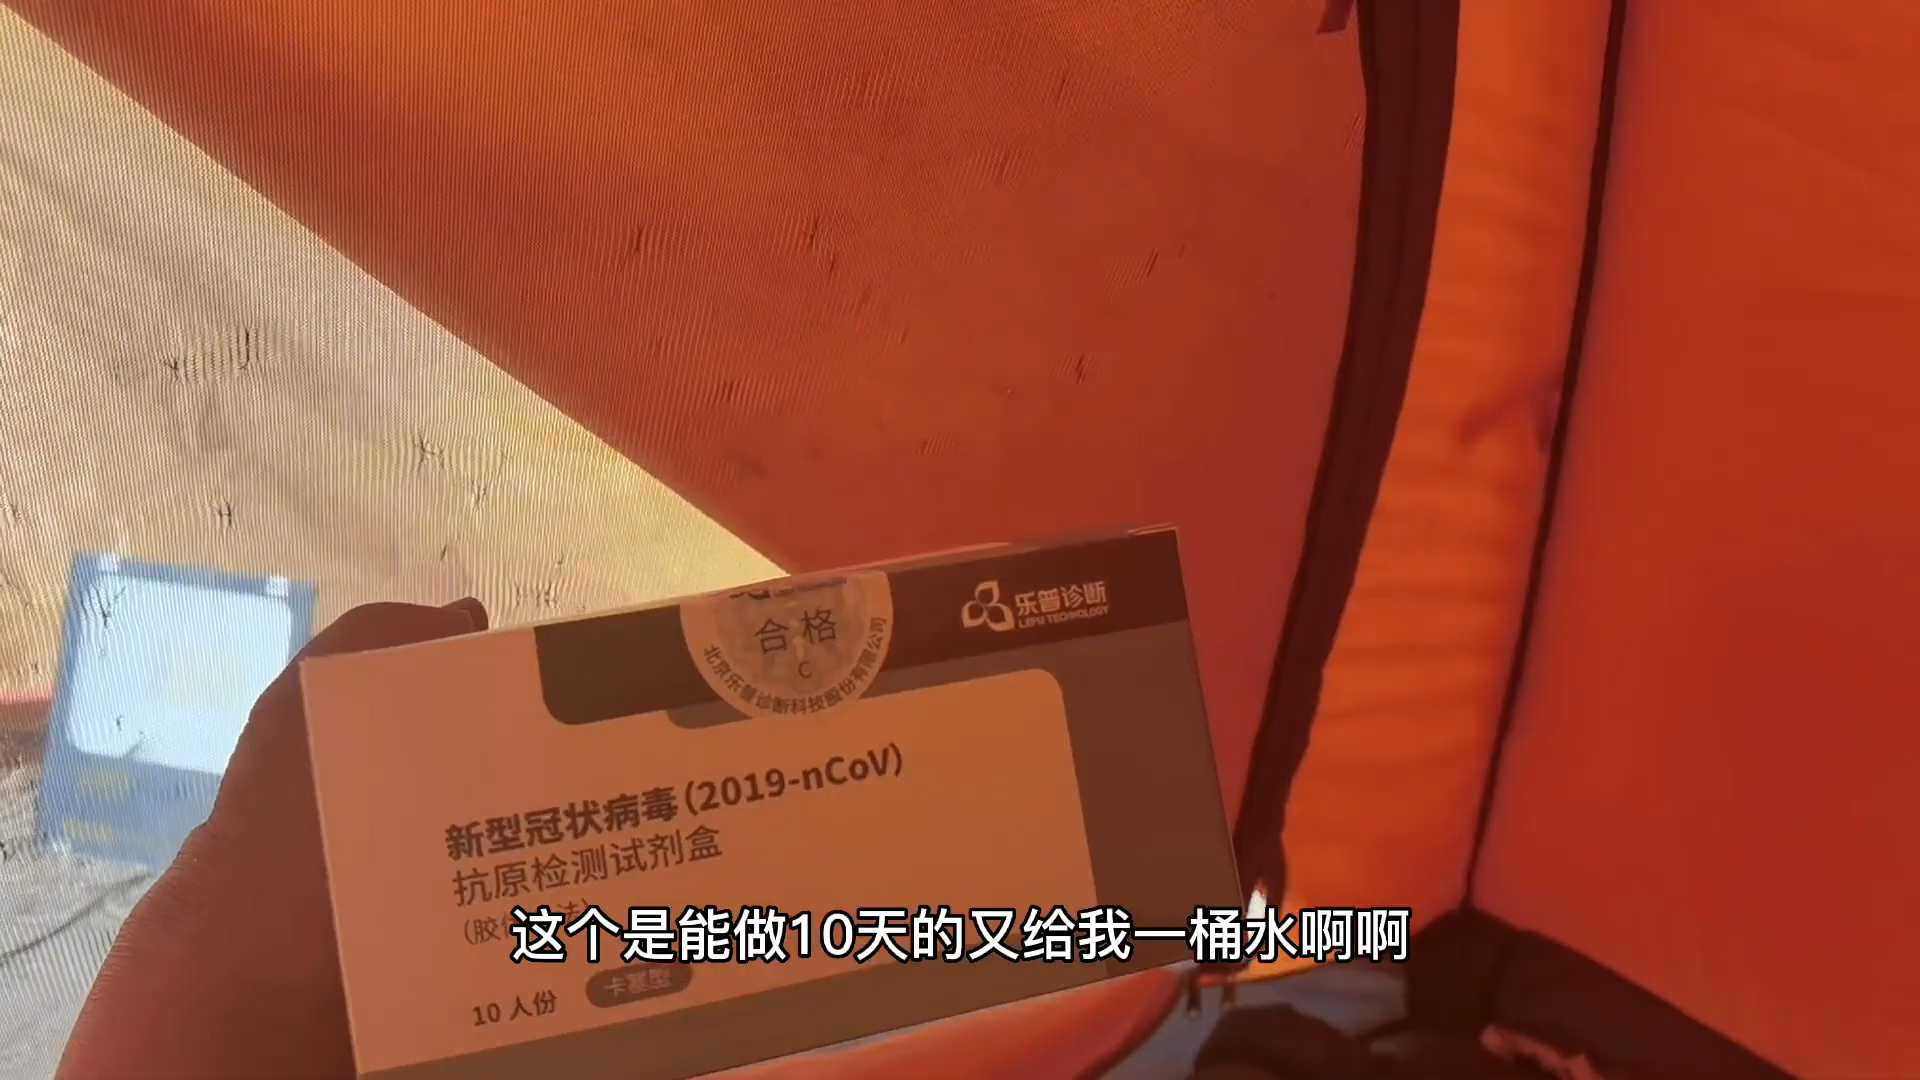 合格
C
北京乐普诊断科技股份有限公司
乐普诊断
LEPU TECHNOLOGY
新型冠状病毒(2019-nCoV)
抗原检测试剂盒
(胶
10人份
卡塞型
这个是能做10天的又给我一桶水啊啊